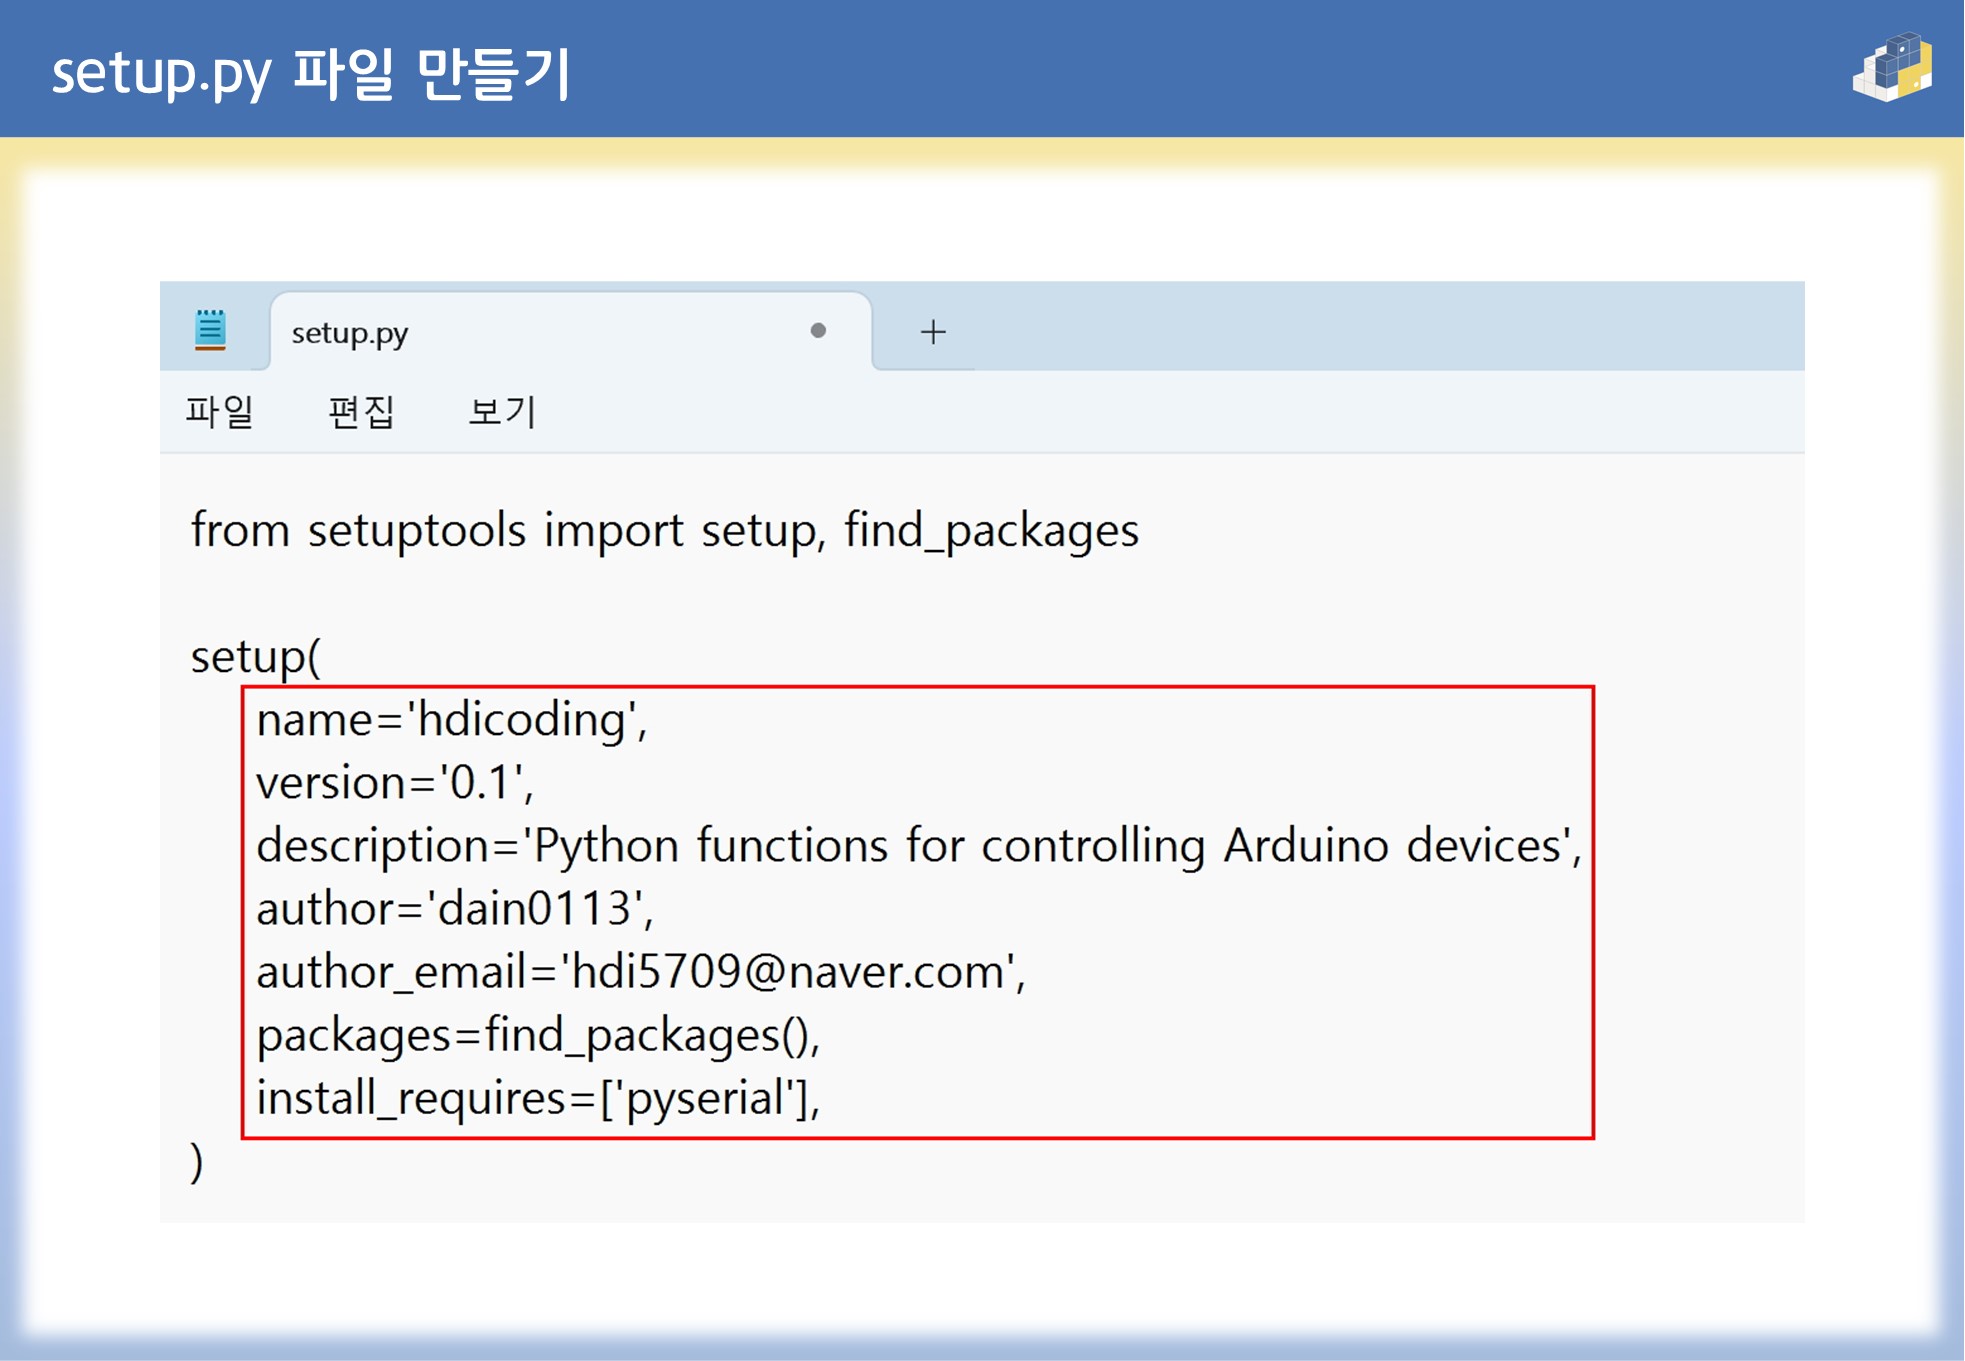 setup.py 파일 만들기
setup.py
파일 편집 보기
from setuptools import setup, find_packages
setup(
name='hdicoding',
version='0.1',
description='Python functions for controlling Arduino devices',
author='dain0113',
author_email='hdi5709@naver.com',
packages=find_packages(),
install_requires=['pyserial'],
)